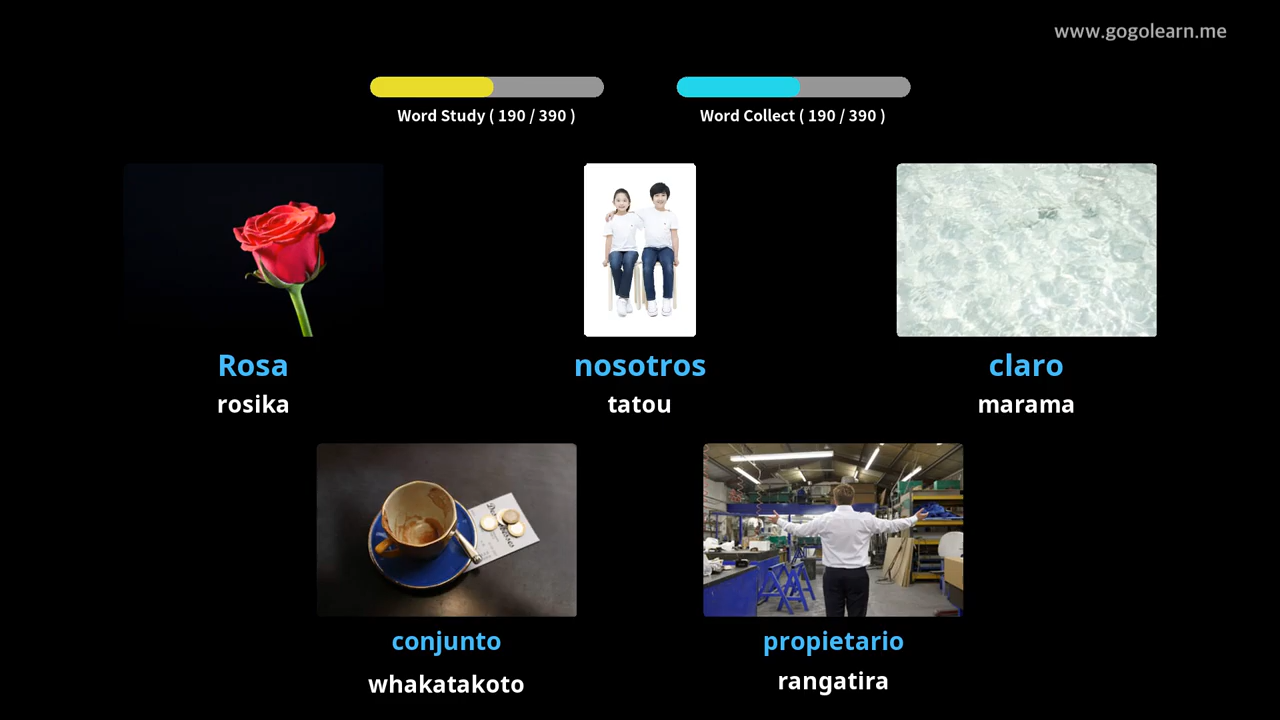 www.gogolearn.me
Word Study ( 190 / 390 )
Word Collect ( 190 / 390 )
Rosa
rosika
nosotros
tatou
claro
marama
conjunto
whakatakoto
propietario
rangatira